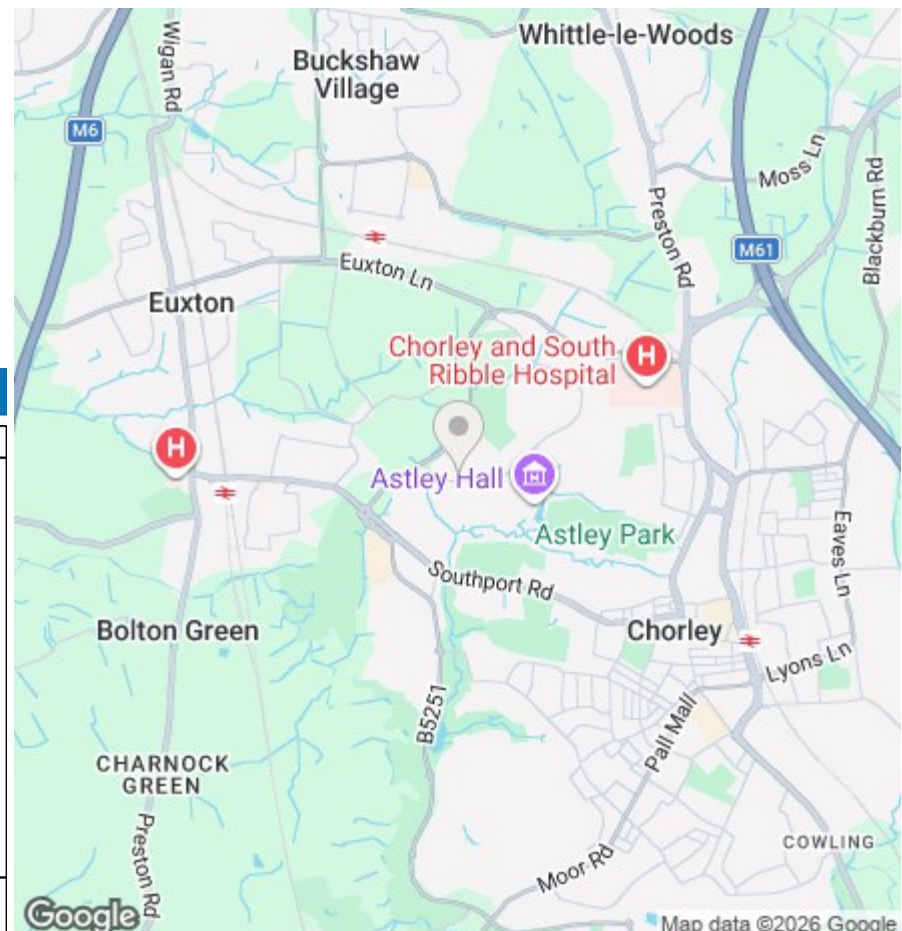 Whittle-le-Woods
Wigan Rd
Buckshaw
Village
M6
Moss Ln
Preston Rd
Blackburn Rd
M61
Euxton Ln
Euxton
Chorley and South
Ribble Hospital
H
H
Astley Hall
Astley Park
Eaves Ln
Southport Rd
Bolton Green
Chorley
Lyons Ln
B5251
Pall Mall
CHARNOCK
GREEN
Preston Rd
COWLING
Moor Rd
Google
Map data ©2026 Google